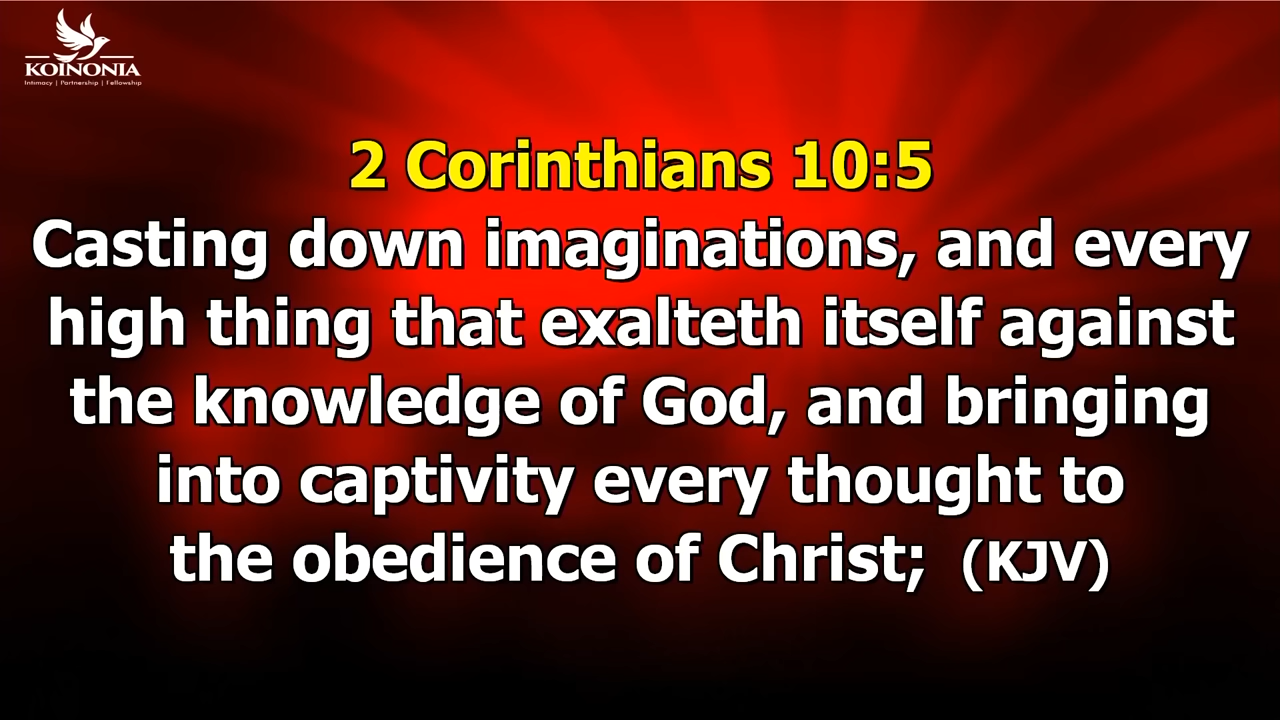 KOINONIA
Intimacy | Partnership | Fellowship
2 Corinthians 10:5
Casting down imaginations, and every
high thing that exalteth itself against
the knowledge of God, and bringing
into captivity every thought to
the obedience of Christ; (KJV)